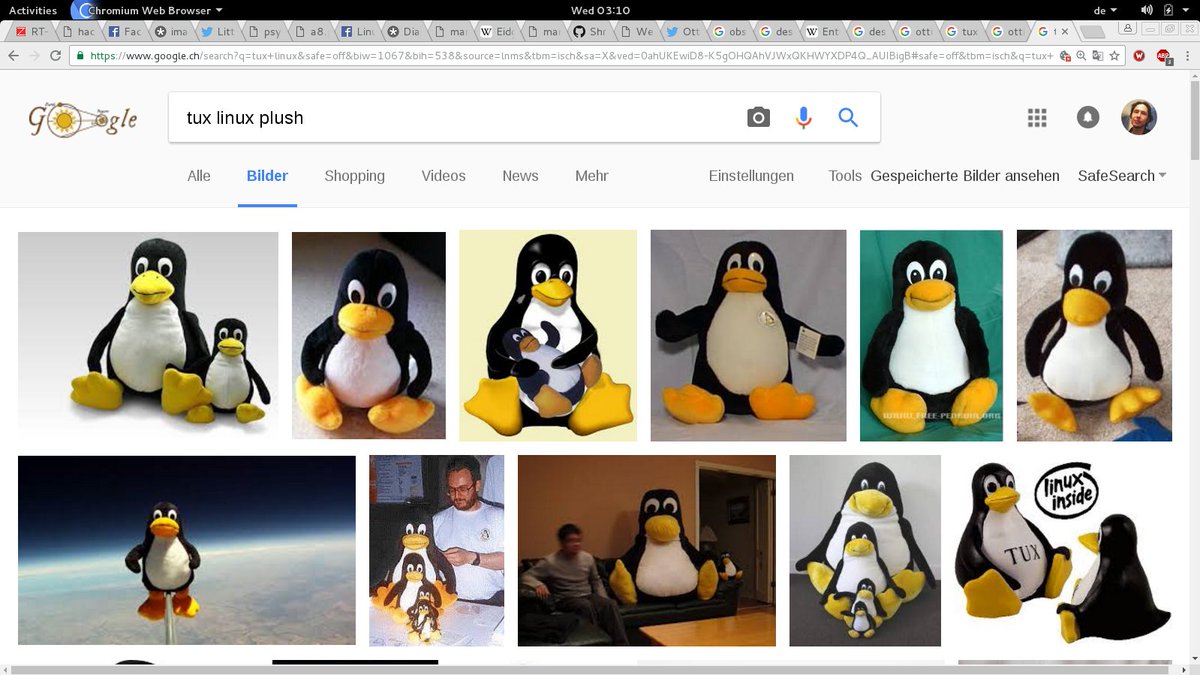 Activities Chromium Web Browser Wed 03:10 de
RT- hac Fac ima Litt psy a8. Lin Dia mar Eid mar Shr We Ott obs des Ent des ott tux ott t
https://www.google.ch/search?q=tux+linux&safe=off&biw=1067&bih=538&source=lnms&tbm=isch&sa=X&ved=0ahUKEwiD8-K5gOHQAhVJWxQKHWYXDP4Q_AUIBigB#safe=off&tbm=isch&q=tux+
Google
tux linux plush
Alle Bilder Shopping Videos News Mehr Einstellungen Tools Gespeicherte Bilder ansehen SafeSearch
WWW.FREE-PENGUIN.ORG
linux
inside
TUX